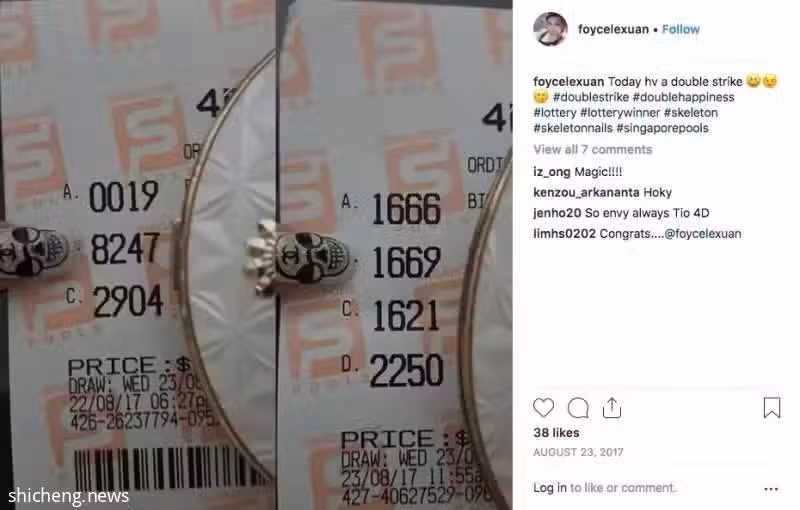 4
OR
A. 0019
8247
C. 2904
PRICE:$
DRAW: WED 23/0
22/08/17 06:27p
426-26237794-095
shicheng.news
4
ORDI
A. 1666 BI
1669
C. 1621
D. 2250
PRICE:$
DRAW: WED 23/0
23/08/17 11:55a
427-40627529-090
foycelexuan • Follow
foycelexuan Today hv a double strike 😅😉
🤭 #doublestrike #doublehappiness
#lottery #lotterywinner #skeleton
#skeletonnails #singaporepools
View all 7 comments
iz_ong Magic!!!!
kenzou_arkananta Hoky
jenho20 So envy always Tio 4D
limhs0202 Congrats....@foycelexuan
38 likes
AUGUST 23, 2017
Log in to like or comment.